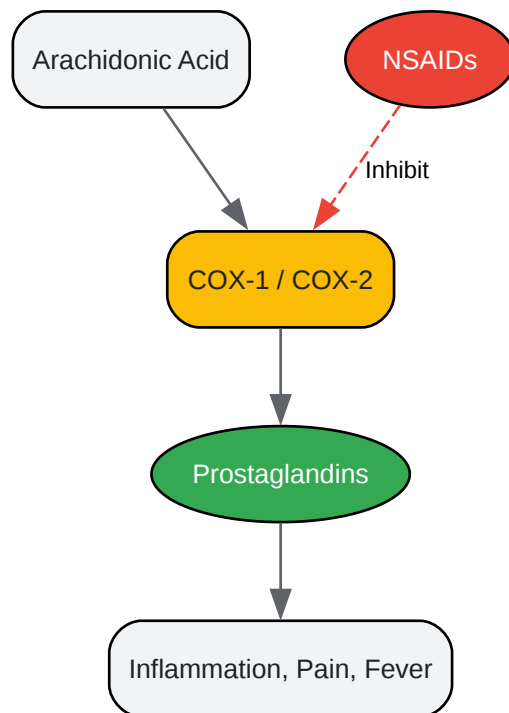 Arachidonic Acid
NSAIDs
Inhibit
COX-1 / COX-2
Prostaglandins
Inflammation, Pain, Fever